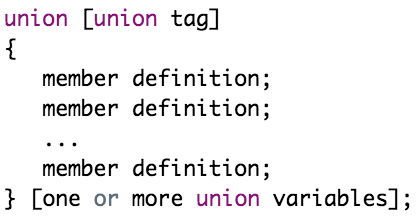 union [union tag]
{
   member definition;
   member definition;
   ...
   member definition;
} [one or more union variables];